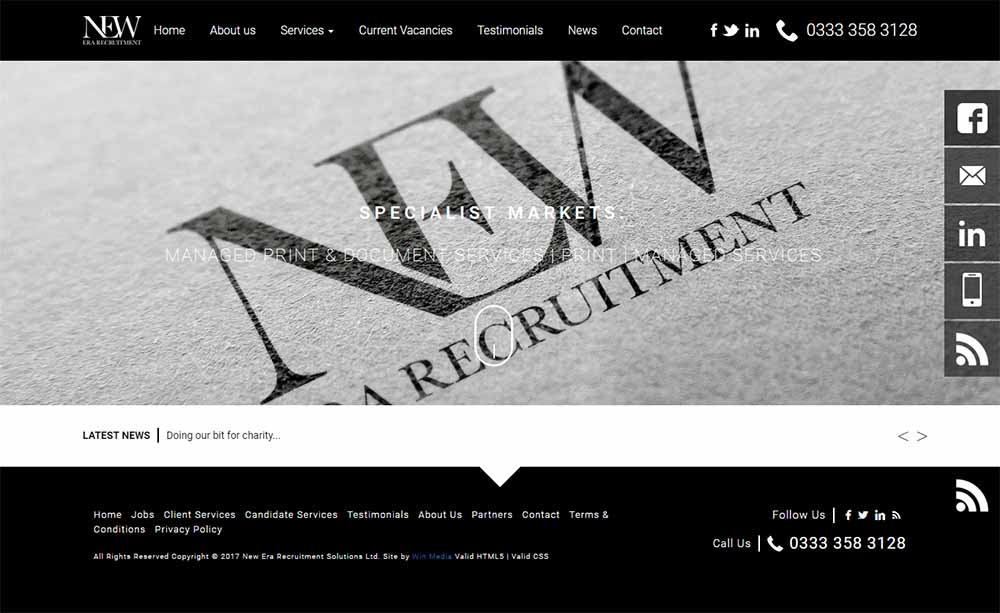 NEW
ERA RECRUITMENT
Home About us Services Current Vacancies Testimonials News Contact
0333 358 3128
NEW
RA RECRUITMENT
SPECIALIST MARKETS.
MANAGED PRINT & DOCUMENT SERVICES | PRINT | MANAGED SERVICES
LATEST NEWS | Doing our bit for charity... < >
Home Jobs Client Services Candidate Services Testimonials About Us Partners Contact Terms &
Conditions Privacy Policy
All Rights Reserved Copyright © 2017 New Era Recruitment Solutions Ltd. Site by Win Media Valid HTML5 | Valid CSS
Follow Us |
Call Us | 0333 358 3128